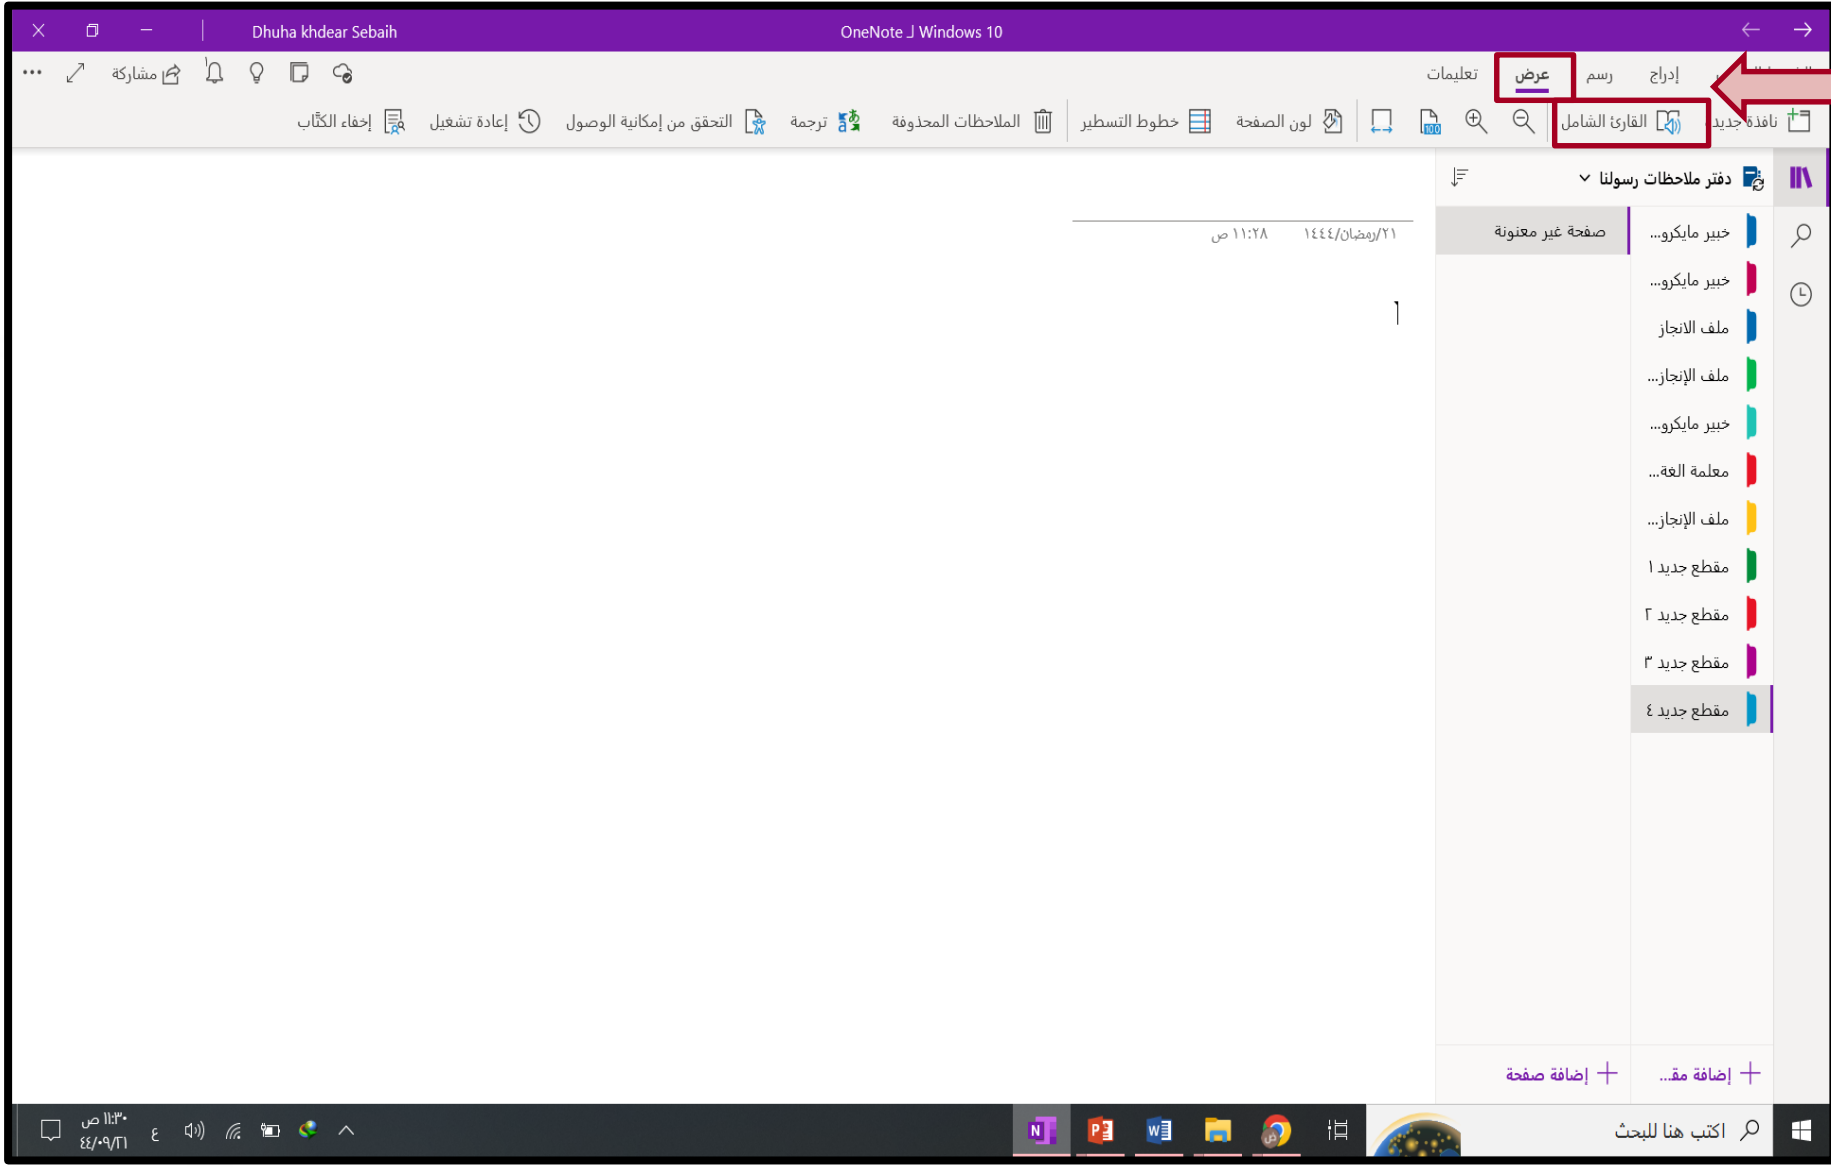 OneNote لـ Windows 10
Dhuha khdear Sebaih
إدراج
رسم
عرض
تعليمات
مشاركة
نافذة جديدة
القارئ الشامل
لون الصفحة
خطوط التسطير
الملاحظات المحذوفة
ترجمة
التحقق من إمكانية الوصول
إعادة تشغيل
إخفاء الكتّاب
دفتر ملاحظات رسولنا
خبير مايكرو...
خبير مايكرو...
ملف الانجاز
ملف الإنجاز...
خبير مايكرو...
معلمة الغة...
ملف الإنجاز...
مقطع جديد ١
مقطع جديد ٢
مقطع جديد ٣
مقطع جديد ٤
إضافة مقـ...
صفحة غير معنونة
إضافة صفحة
٢١/رمضان/١٤٤٤ ١١:٢٨ ص
اكتب هنا للبحث
ع
١١:٣٠ ص
٤٤/٠٩/٢١